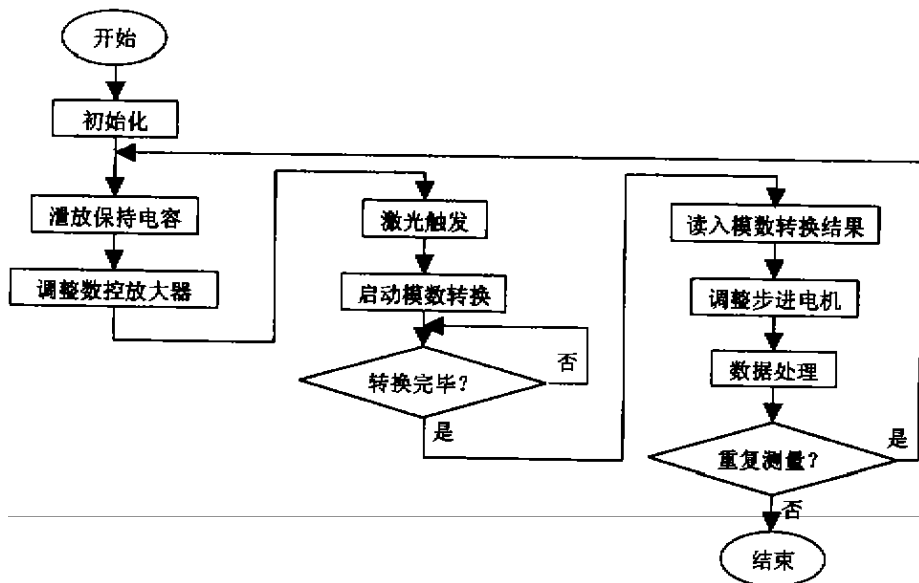 开始
初始化
泄放保持电容
调整数控放大器
激光触发
启动模数转换
转换完毕?
否
是
读入模数转换结果
调整步进电机
数据处理
重复测量?
是
否
结束